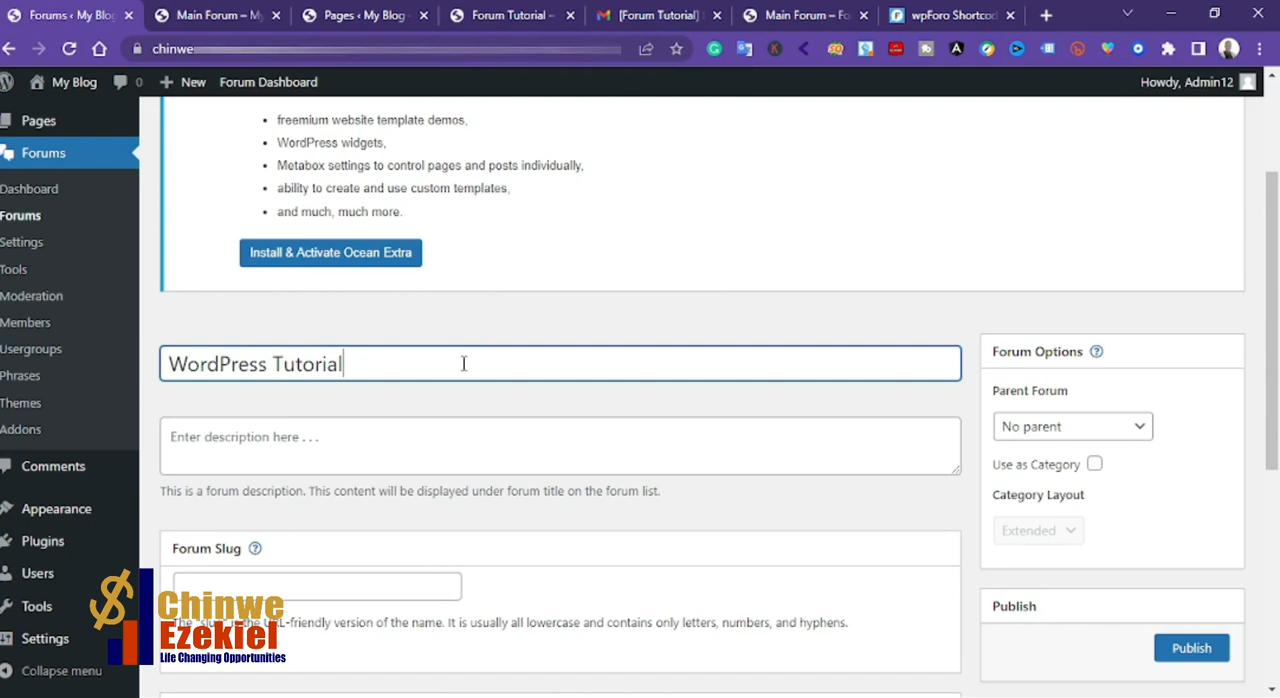 Forums ‹ My Blog
Main Forum – My
Pages ‹ My Blog
Forum Tutorial –
[Forum Tutorial]
Main Forum – Fo
wpForo Shortcod
chinwe
My Blog
0
New
Forum Dashboard
Howdy, Admin12
Pages
Forums
Dashboard
Forums
Settings
Tools
Moderation
Members
Usergroups
Phrases
Themes
Addons
Comments
Appearance
Plugins
Users
Tools
Settings
Collapse menu
• freemium website template demos,
• WordPress widgets,
• Metabox settings to control pages and posts individually,
• ability to create and use custom templates,
• and much, much more.
Install & Activate Ocean Extra
WordPress Tutorial
Enter description here . . .
This is a forum description. This content will be displayed under forum title on the forum list.
Forum Slug ?
The "slug" is the URL-friendly version of the name. It is usually all lowercase and contains only letters, numbers, and hyphens.
Forum Options ?
Parent Forum
No parent
Use as Category
Category Layout
Extended
Publish
Publish
$ Chinwe
Ezekiel
Life Changing Opportunities